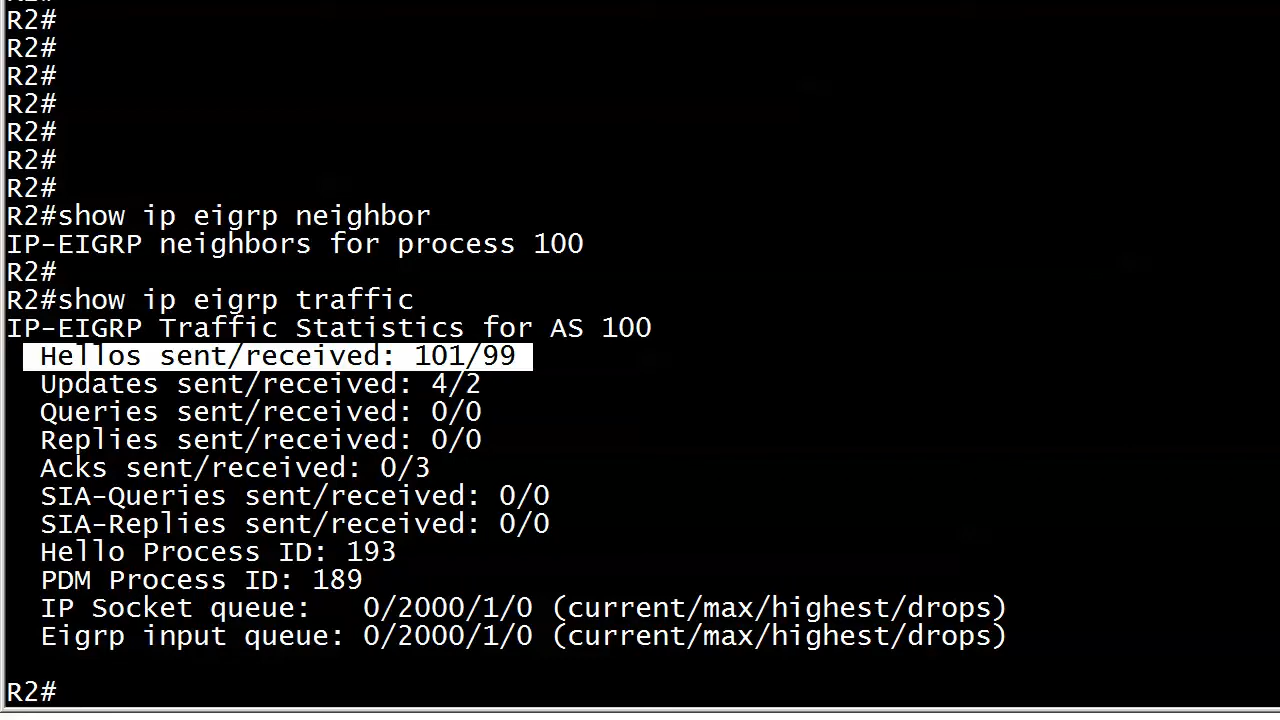 R2#
R2#
R2#
R2#
R2#
R2#
R2#
R2#show ip eigrp neighbor
IP-EIGRP neighbors for process 100
R2#
R2#show ip eigrp traffic
IP-EIGRP Traffic Statistics for AS 100
Hellos sent/received: 101/99
Updates sent/received: 4/2
Queries sent/received: 0/0
Replies sent/received: 0/0
Acks sent/received: 0/3
SIA-Queries sent/received: 0/0
SIA-Replies sent/received: 0/0
Hello Process ID: 193
PDM Process ID: 189
IP Socket queue:   0/2000/1/0 (current/max/highest/drops)
Eigrp input queue: 0/2000/1/0 (current/max/highest/drops)
R2#